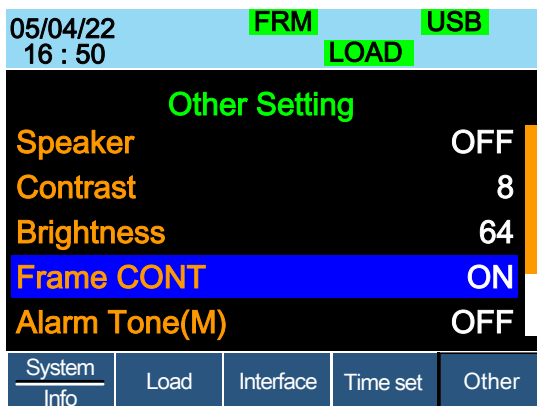 05/04/22 FRM USB
16 : 50 LOAD
Other Setting
Speaker OFF
Contrast 8
Brightness 64
Frame CONT ON
Alarm Tone(M) OFF
System Load Interface Time set Other
Info